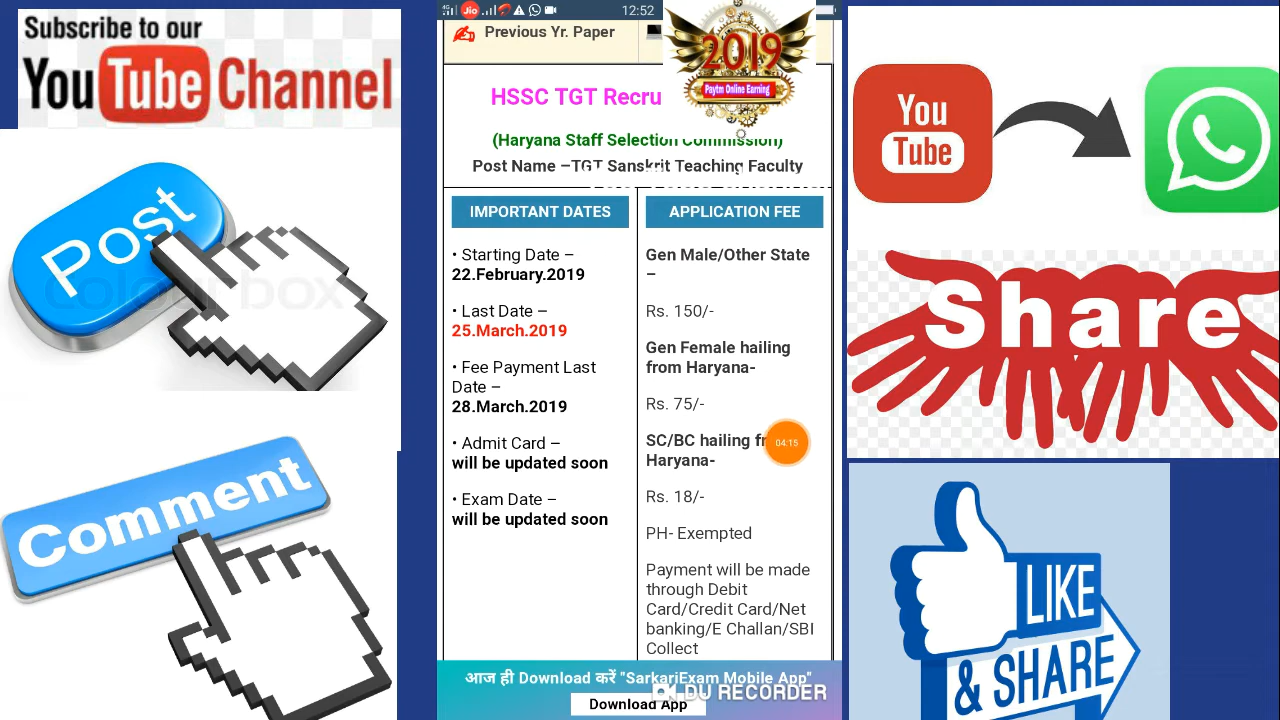 Subscribe to our
YouTube Channel
Post
colourbox
Comment
4G Jio 12:52
Previous Yr. Paper
2019
Paytm Online Earning
HSSC TGT Recru
(Haryana Staff Selection Commission)
Post Name –TGT Sanskrit Teaching Faculty
IMPORTANT DATES
• Starting Date –
22.February.2019
• Last Date –
25.March.2019
• Fee Payment Last
Date –
28.March.2019
• Admit Card –
will be updated soon
• Exam Date –
will be updated soon
APPLICATION FEE
Gen Male/Other State
–
Rs. 150/-
Gen Female hailing
from Haryana-
Rs. 75/-
SC/BC hailing fr
Haryana-
04:15
Rs. 18/-
PH- Exempted
Payment will be made
through Debit
Card/Credit Card/Net
banking/E Challan/SBI
Collect
आज ही Download करें "SarkariExam Mobile App"
DU RECORDER
Download App
You
Tube
Share
LIKE
& SHARE